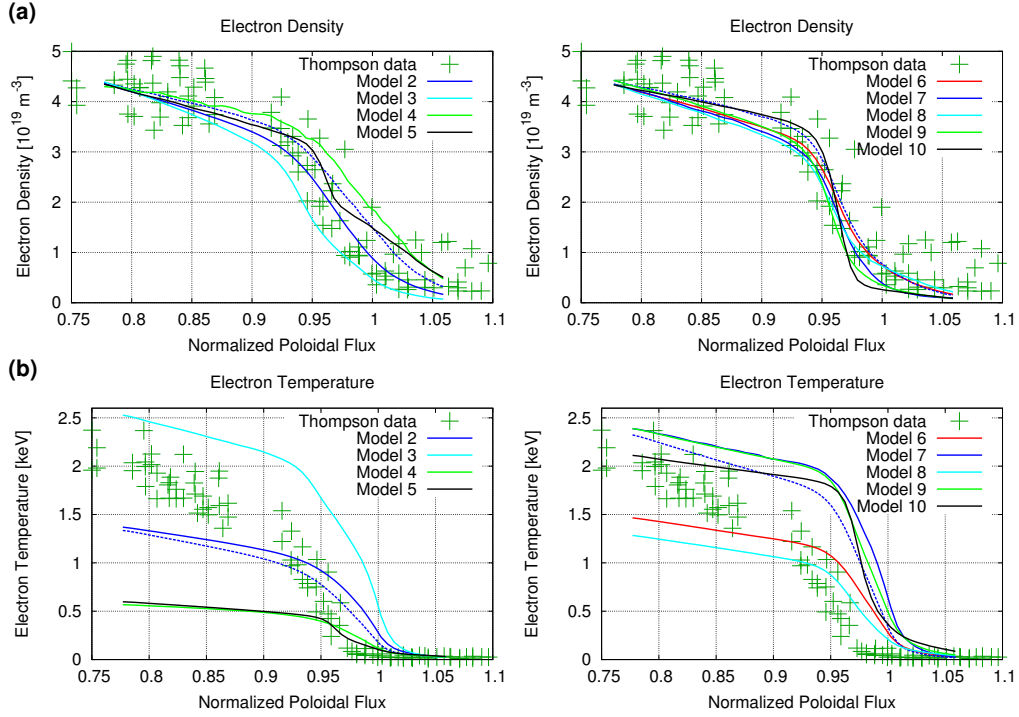 (a)
Electron Density
Electron Density [10^19 m^-3]
5
4
3
2
1
0
Thompson data
Model 2
Model 3
Model 4
Model 5
0.75 0.8 0.85 0.9 0.95 1 1.05 1.1
Normalized Poloidal Flux
Electron Density
Electron Density [10^19 m^-3]
5
4
3
2
1
0
Thompson data
Model 6
Model 7
Model 8
Model 9
Model 10
0.75 0.8 0.85 0.9 0.95 1 1.05 1.1
Normalized Poloidal Flux
(b)
Electron Temperature
Electron Temperature [keV]
2.5
2
1.5
1
0.5
0
Thompson data
Model 2
Model 3
Model 4
Model 5
0.75 0.8 0.85 0.9 0.95 1 1.05 1.1
Normalized Poloidal Flux
Electron Temperature
Electron Temperature [keV]
2.5
2
1.5
1
0.5
0
Thompson data
Model 6
Model 7
Model 8
Model 9
Model 10
0.75 0.8 0.85 0.9 0.95 1 1.05 1.1
Normalized Poloidal Flux